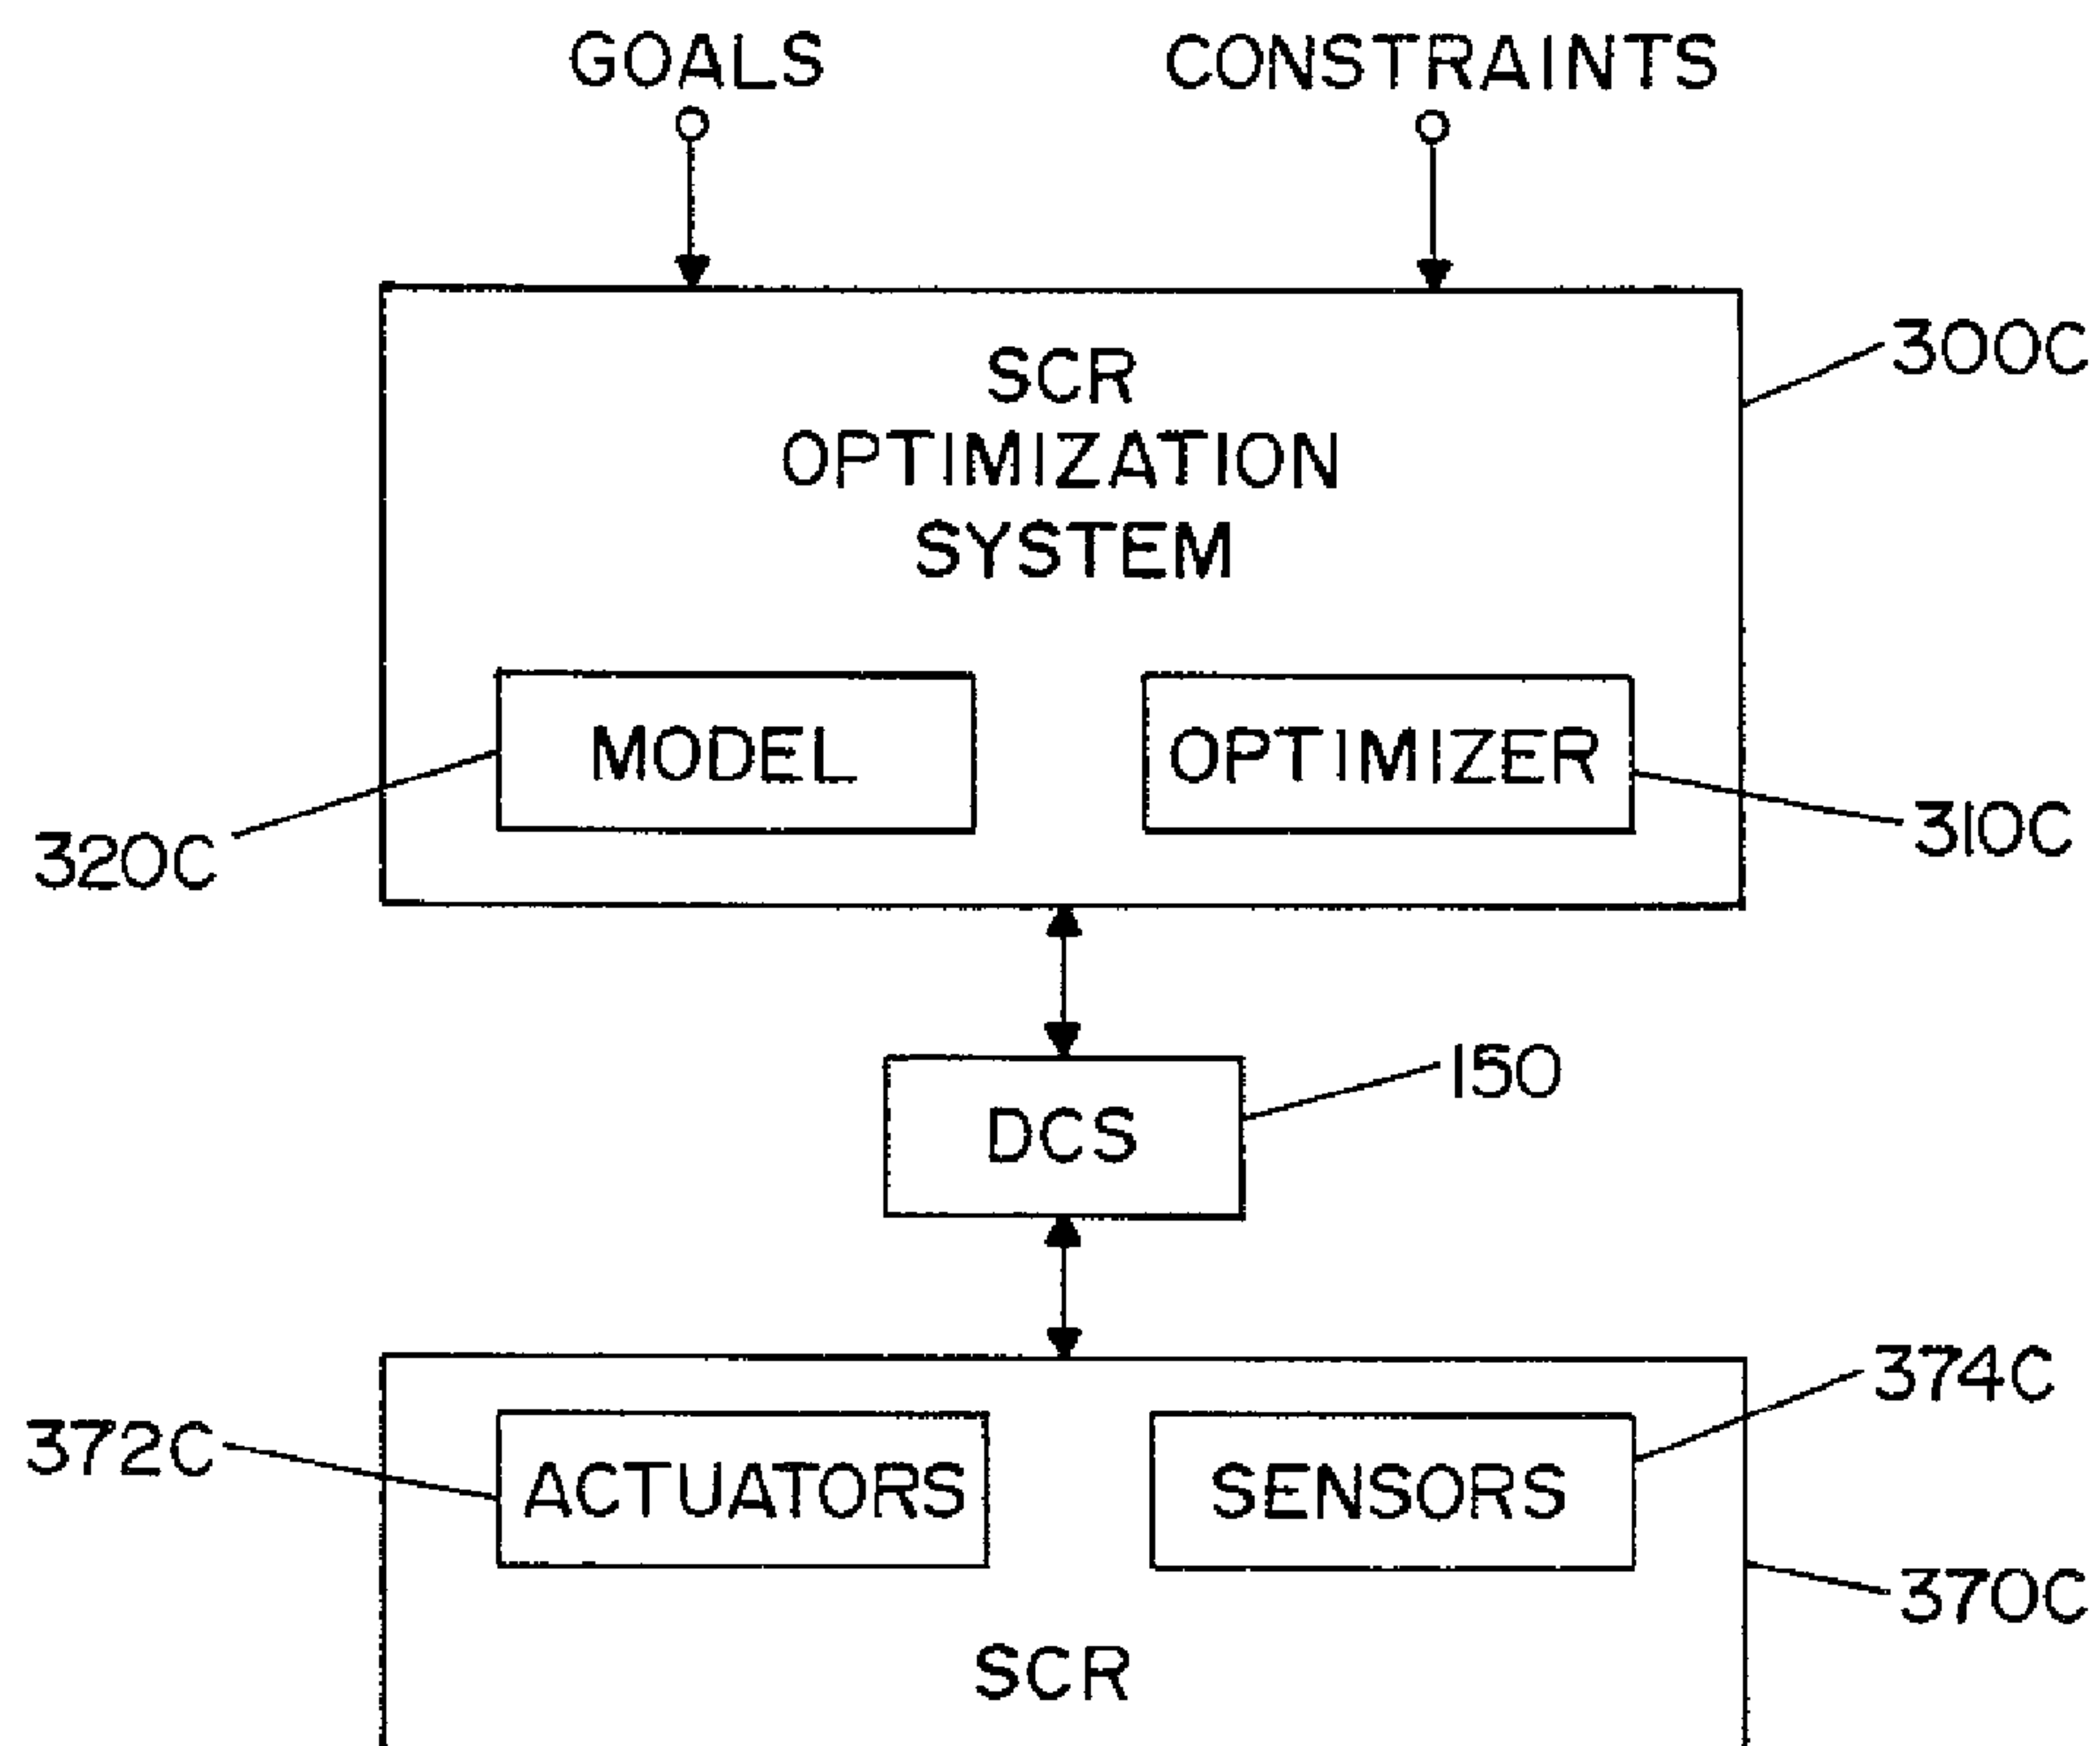 GOALS
CONSTRAINTS
300C
SCR
OPTIMIZATION
SYSTEM
MODEL
OPTIMIZER
320C
310C
150
DCS
374C
372C
ACTUATORS
SENSORS
370C
SCR